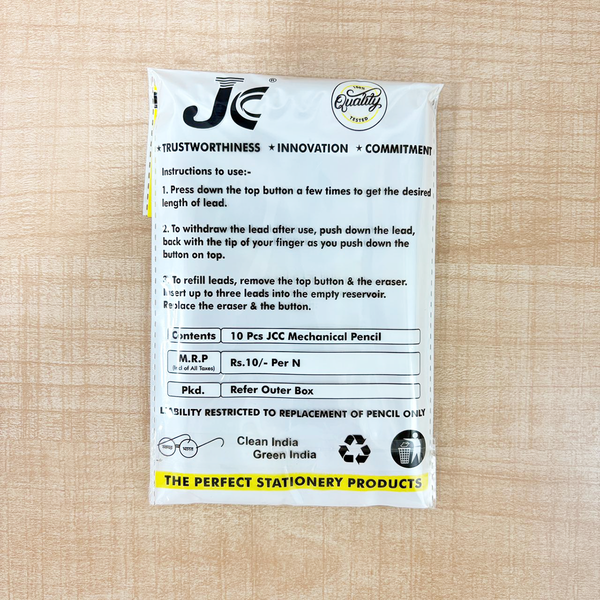 JC ®
100%
Quality
TESTED
★ TRUSTWORTHINESS ★ INNOVATION ★ COMMITMENT
Instructions to use:-
1. Press down the top button a few times to get the desired
length of lead.
2. To withdraw the lead after use, push down the lead,
back with the tip of your finger as you push down the
button on top.
3. To refill leads, remove the top button & the eraser.
Insert up to three leads into the empty reservoir.
Replace the eraser & the button.
Contents 10 Pcs JCC Mechanical Pencil
M.R.P Rs.10/- Per N
(Incl of All Taxes)
Pkd. Refer Outer Box
LIABILITY RESTRICTED TO REPLACEMENT OF PENCIL ONLY
स्वच्छ भारत
Clean India
Green India
THE PERFECT STATIONERY PRODUCTS